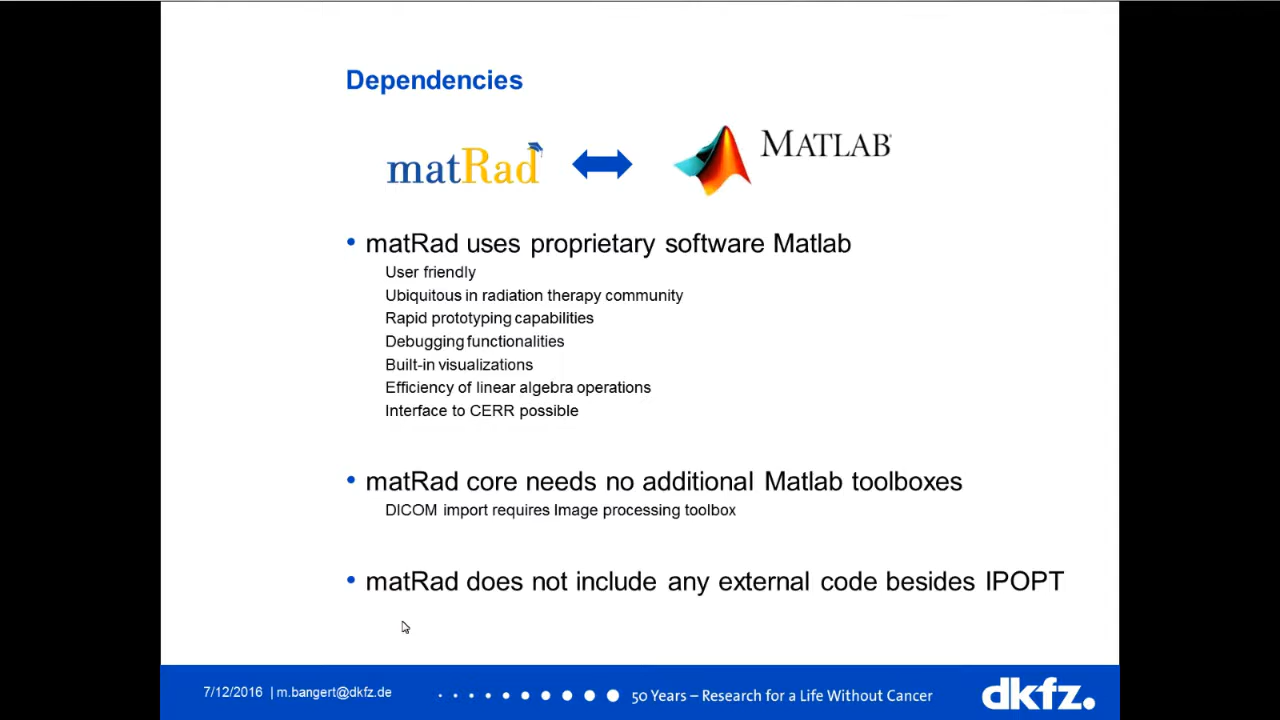 Dependencies
matRad
MATLAB
• matRad uses proprietary software Matlab
User friendly
Ubiquitous in radiation therapy community
Rapid prototyping capabilities
Debugging functionalities
Built-in visualizations
Efficiency of linear algebra operations
Interface to CERR possible
• matRad core needs no additional Matlab toolboxes
DICOM import requires Image processing toolbox
• matRad does not include any external code besides IPOPT
7/12/2016 | m.bangert@dkfz.de
50 Years – Research for a Life Without Cancer
dkfz.